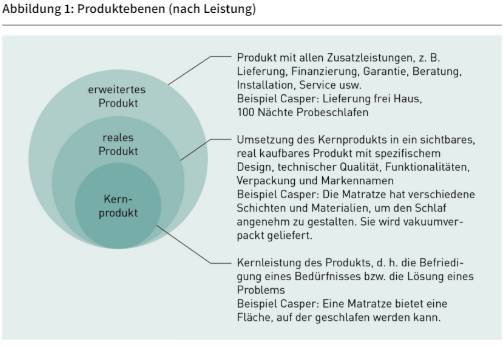 Abbildung 1: Produktebenen (nach Leistung)
erweitertes
Produkt
reales
Produkt
Kern-
produkt
Produkt mit allen Zusatzleistungen, z. B.
Lieferung, Finanzierung, Garantie, Beratung,
Installation, Service usw.
Beispiel Casper: Lieferung frei Haus,
100 Nächte Probeschlafen
Umsetzung des Kernprodukts in ein sichtbares,
real kaufbares Produkt mit spezifischem
Design, technischer Qualität, Funktionalitäten,
Verpackung und Markennamen
Beispiel Casper: Die Matratze hat verschiedene
Schichten und Materialien, um den Schlaf
angenehm zu gestalten. Sie wird vakuumver-
packt geliefert.
Kernleistung des Produkts, d. h. die Befriedi-
gung eines Bedürfnisses bzw. die Lösung eines
Problems
Beispiel Casper: Eine Matratze bietet eine
Fläche, auf der geschlafen werden kann.